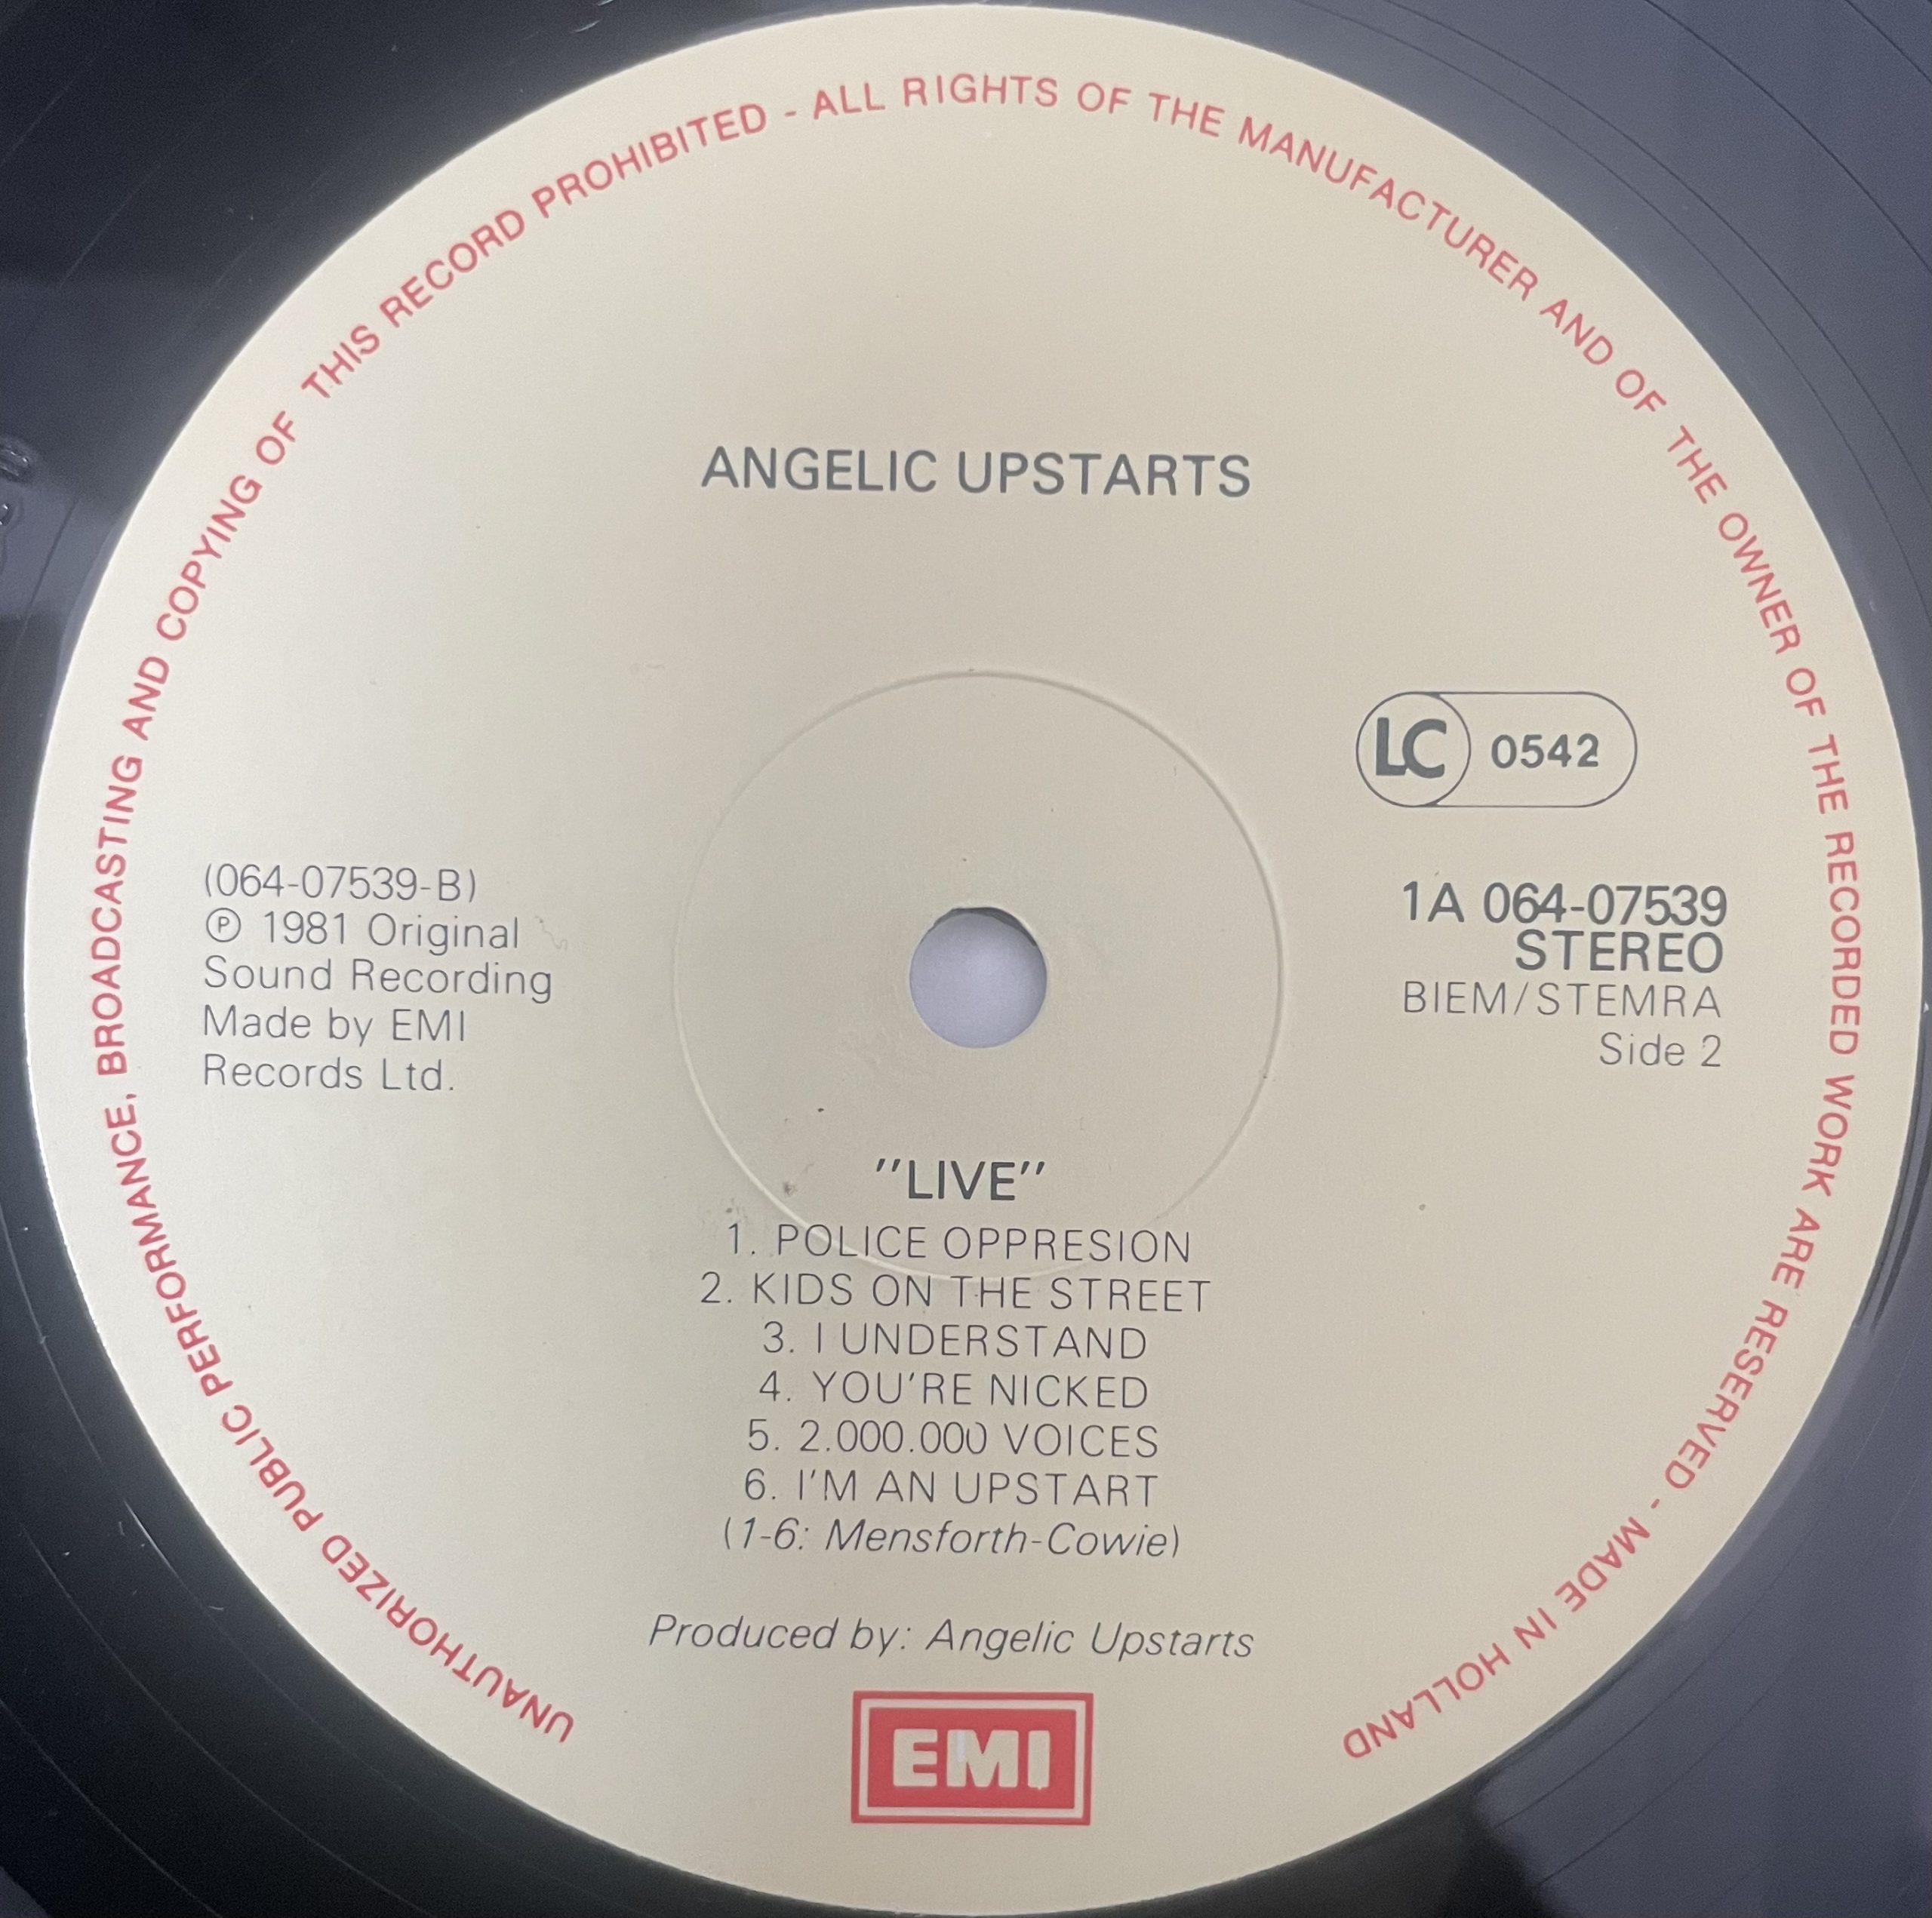 UNAUTHORIZED PUBLIC PERFORMANCE, BROADCASTING AND COPYING OF THIS RECORD PROHIBITED - ALL RIGHTS OF THE MANUFACTURER AND OF THE OWNER OF THE RECORDED WORK ARE RESERVED - MADE IN HOLLAND
ANGELIC UPSTARTS
LC 0542
(064-07539-B)
℗ 1981 Original
Sound Recording
Made by EMI
Records Ltd.
1A 064-07539
STEREO
BIEM/STEMRA
Side 2
"LIVE"
1. POLICE OPPRESION
2. KIDS ON THE STREET
3. I UNDERSTAND
4. YOU'RE NICKED
5. 2.000.000 VOICES
6. I'M AN UPSTART
(1-6: Mensforth-Cowie)
Produced by: Angelic Upstarts
EMI